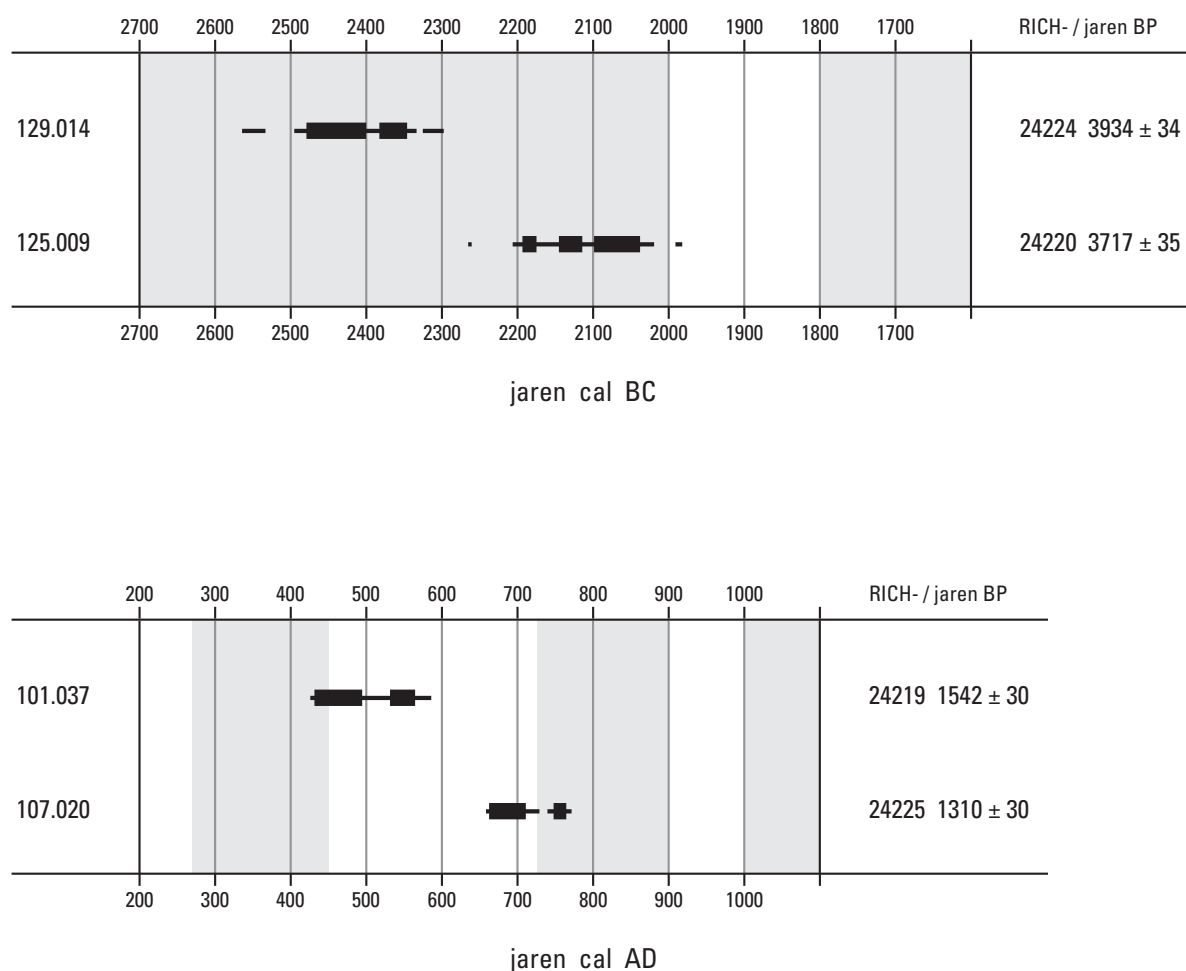 2700 2600 2500 2400 2300 2200 2100 2000 1900 1800 1700 RICH- / jaren BP
129.014 24224 3934 ± 34
125.009 24220 3717 ± 35
2700 2600 2500 2400 2300 2200 2100 2000 1900 1800 1700
jaren cal BC
200 300 400 500 600 700 800 900 1000 RICH- / jaren BP
101.037 24219 1542 ± 30
107.020 24225 1310 ± 30
200 300 400 500 600 700 800 900 1000
jaren cal AD